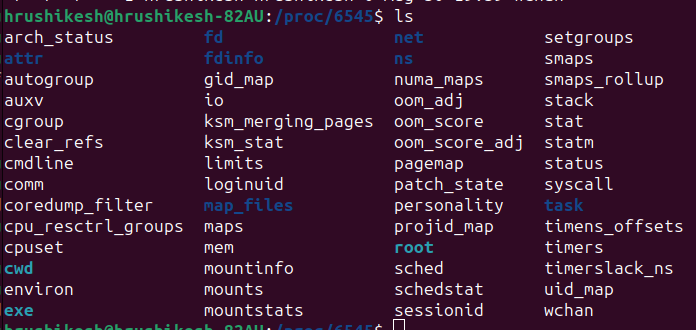 hrushikesh@hrushikesh-82AU:/proc/6545$ ls
arch_status fd net setgroups
attr fdinfo ns smaps
autogroup gid_map numa_maps smaps_rollup
auxv io oom_adj stack
cgroup ksm_merging_pages oom_score stat
clear_refs ksm_stat oom_score_adj statm
cmdline limits pagemap status
comm loginuid patch_state syscall
coredump_filter map_files personality task
cpu_resctrl_groups maps projid_map timens_offsets
cpuset mem root timers
cwd mountinfo sched timerslack_ns
environ mounts schedstat uid_map
exe mountstats sessionid wchan
hrushikesh@hrushikesh-82AU:/proc/6545$